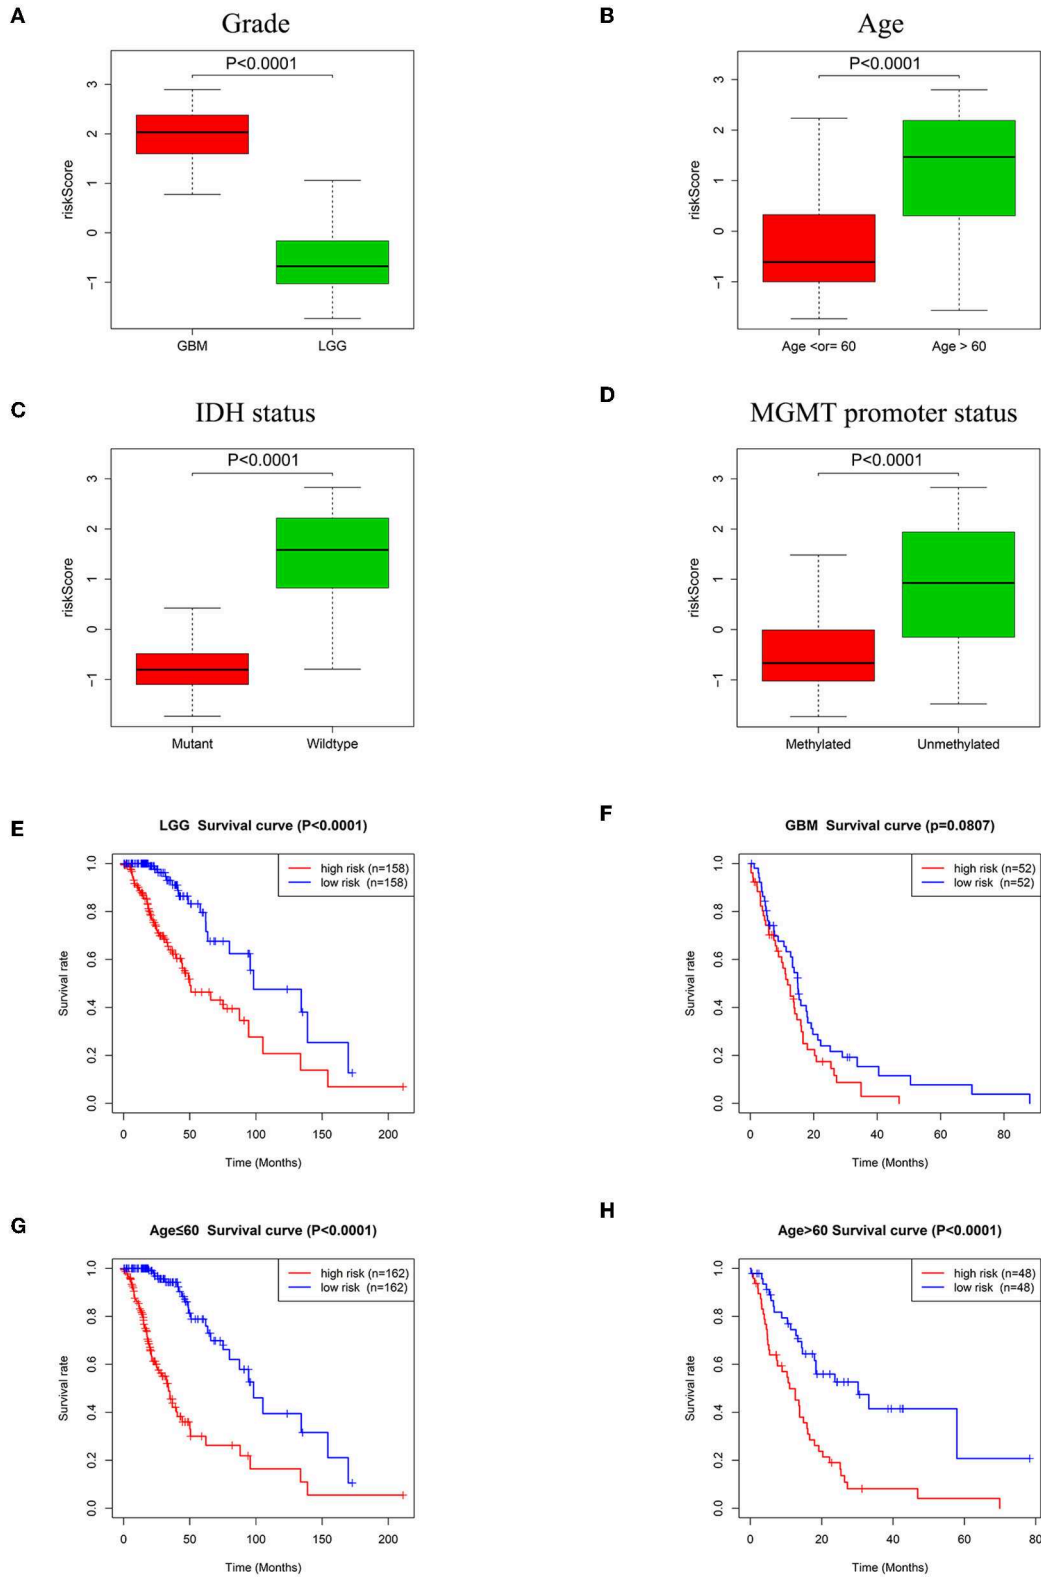 A
Grade
P<0.0001
riskScore
3
2
1
0
−1
GBM
LGG
B
Age
P<0.0001
riskScore
3
2
1
0
−1
Age <or= 60
Age > 60
C
IDH status
P<0.0001
riskScore
3
2
1
0
−1
Mutant
Wildtype
D
MGMT promoter status
P<0.0001
riskScore
3
2
1
0
−1
Methylated
Unmethylated
E
LGG Survival curve (P<0.0001)
high risk (n=158)
low risk (n=158)
Survival rate
1.0
0.8
0.6
0.4
0.2
0.0
0 50 100 150 200
Time (Months)
F
GBM Survival curve (p=0.0807)
high risk (n=52)
low risk (n=52)
Survival rate
1.0
0.8
0.6
0.4
0.2
0.0
0 20 40 60 80
Time (Months)
G
Age≤60 Survival curve (P<0.0001)
high risk (n=162)
low risk (n=162)
Survival rate
1.0
0.8
0.6
0.4
0.2
0.0
0 50 100 150 200
Time (Months)
H
Age>60 Survival curve (P<0.0001)
high risk (n=48)
low risk (n=48)
Survival rate
1.0
0.8
0.6
0.4
0.2
0.0
0 20 40 60 80
Time (Months)